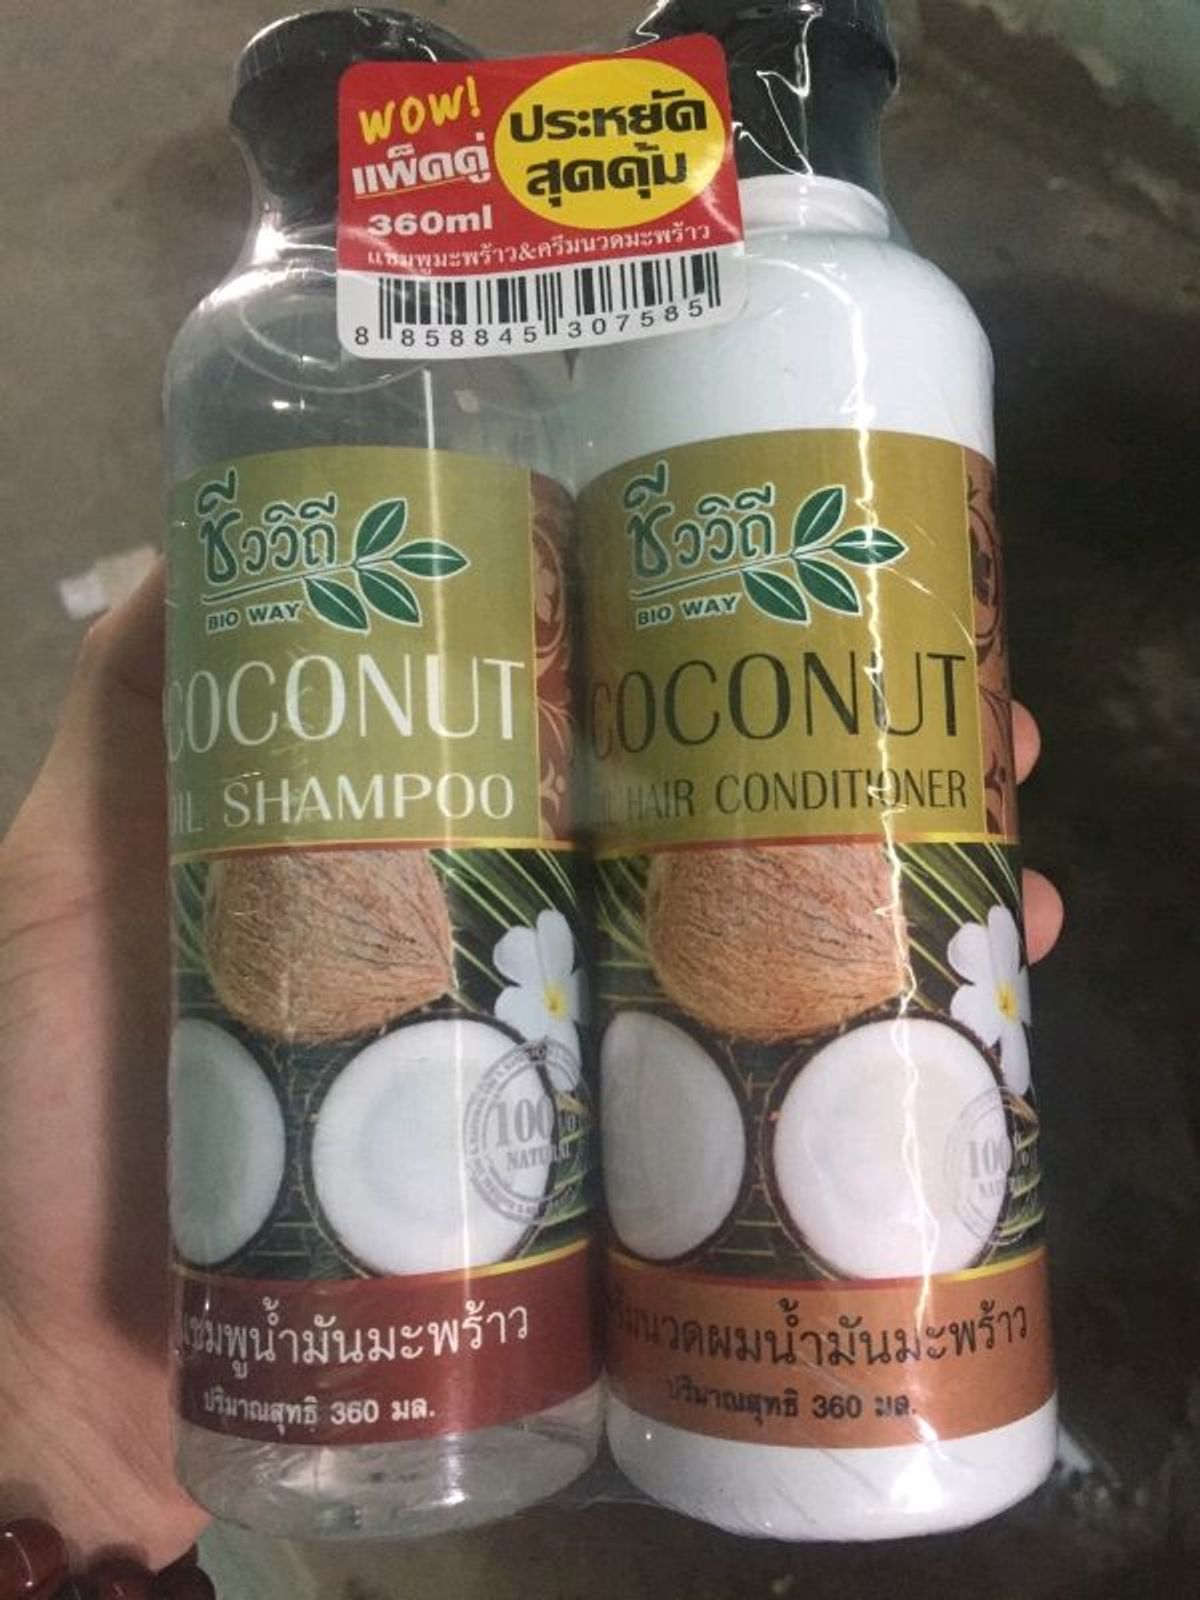 WOW!
แพ็คคู่
ประหยัด
สุดคุ้ม
360ml
แชมพูมะพร้าว&ครีมนวดมะพร้าว
8 858845 307585
ชีววิถี
BIO WAY
COCONUT
OIL SHAMPOO
100%
NATURAL
แชมพูน้ำมันมะพร้าว
ปริมาณสุทธิ 360 มล.
ชีววิถี
BIO WAY
COCONUT
OIL HAIR CONDITIONER
100%
NATURAL
ครีมนวดผมน้ำมันมะพร้าว
ปริมาณสุทธิ 360 มล.